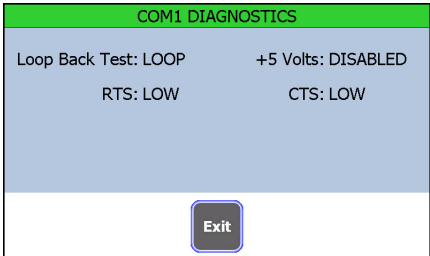 COM1 DIAGNOSTICS
Loop Back Test: LOOP +5 Volts: DISABLED
RTS: LOW CTS: LOW
Exit